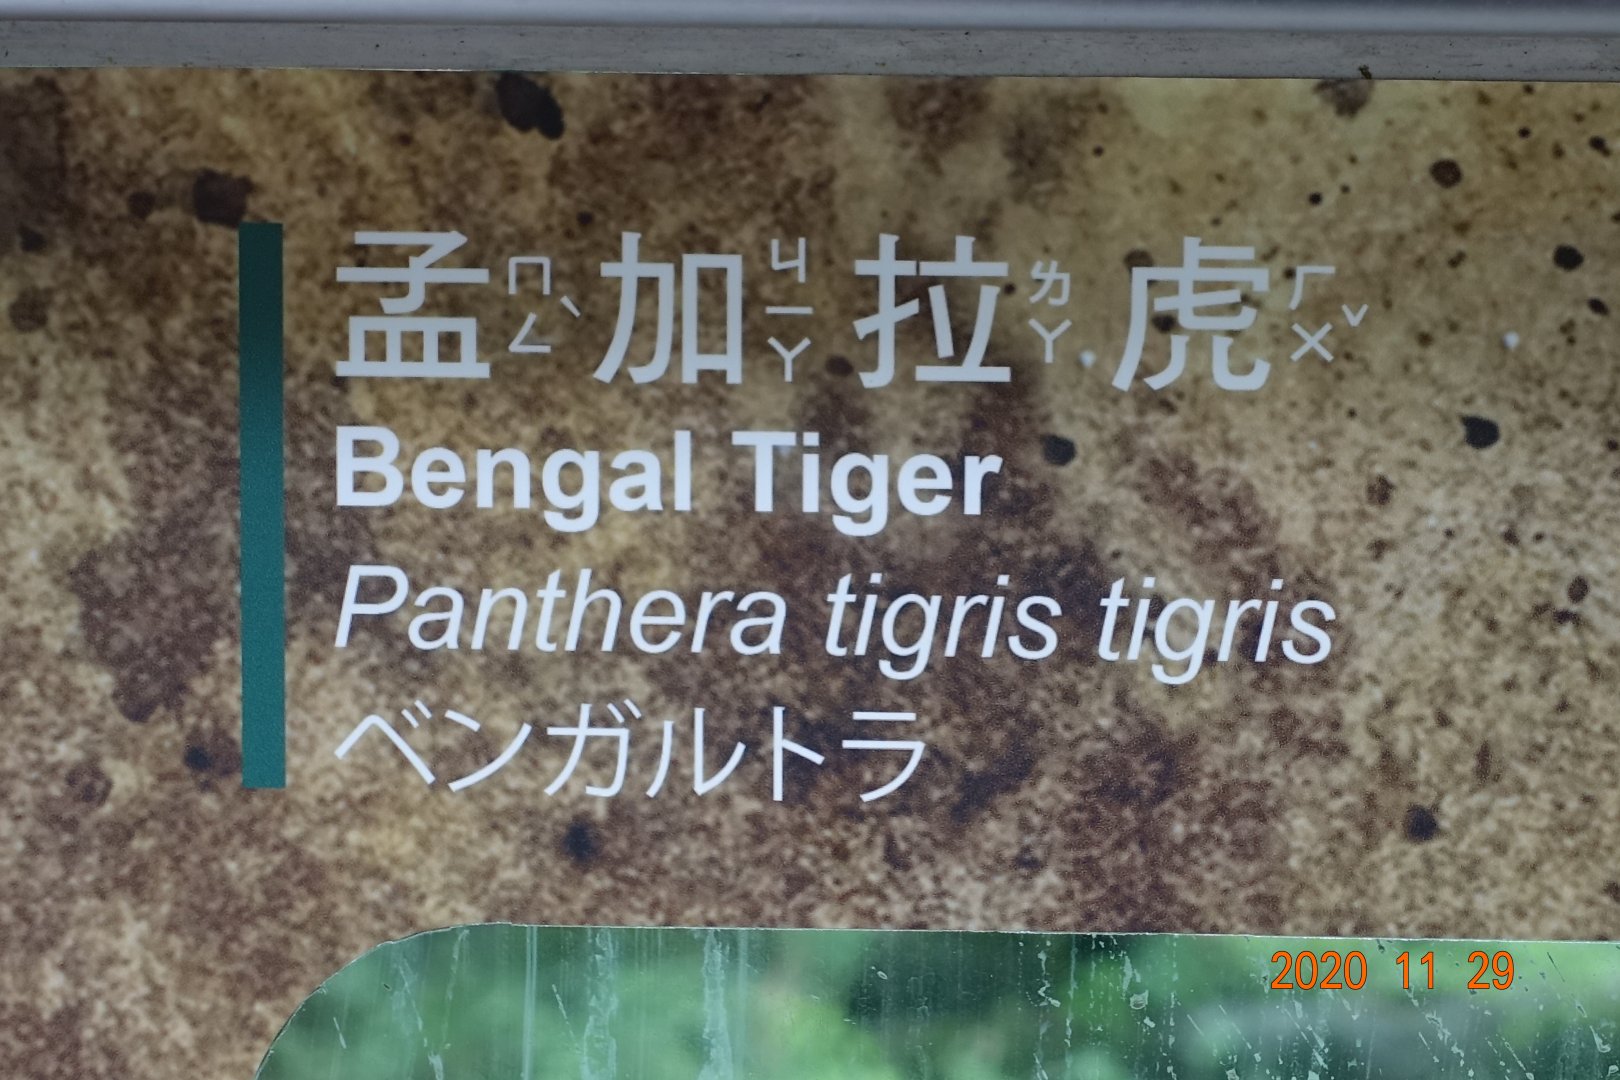 孟ㄇㄥˋ加ㄐㄧㄚ拉ㄌㄚ虎ㄏㄨˇ
Bengal Tiger
Panthera tigris tigris
ベンガルトラ
2020 11 29